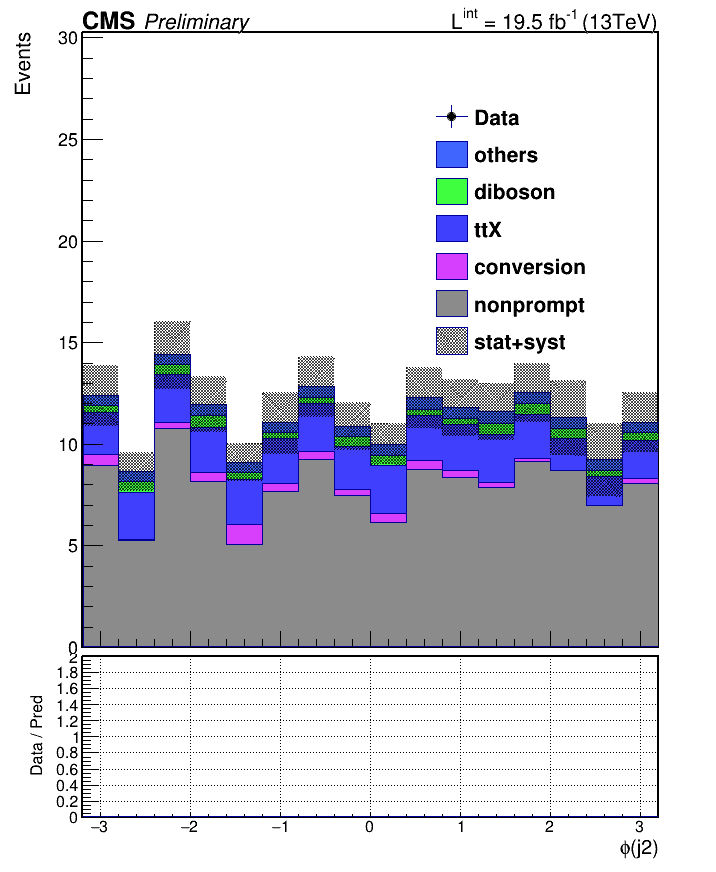 CMS Preliminary
L^int = 19.5 fb^-1 (13TeV)
Events
30
25
20
15
10
5
0
Data
others
diboson
ttX
conversion
nonprompt
stat+syst
Data / Pred
2
1.8
1.6
1.4
1.2
1
0.8
0.6
0.4
0.2
0
−3 −2 −1 0 1 2 3
ϕ(j2)